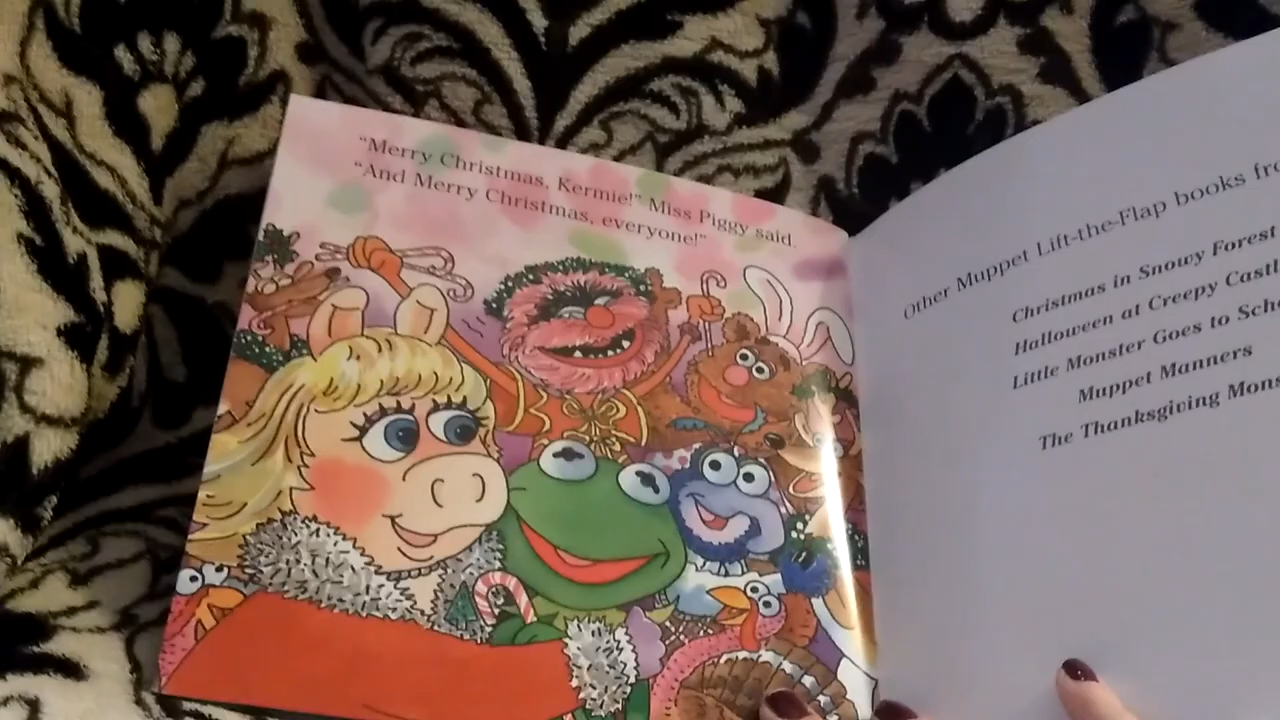 “Merry Christmas, Kermie!” Miss Piggy said.
“And Merry Christmas, everyone!”
Other Muppet Lift-the-Flap books
Christmas in Snowy Forest
Halloween at Creepy
Little Monster Goes to
Muppet Manners
The Thanksgiving